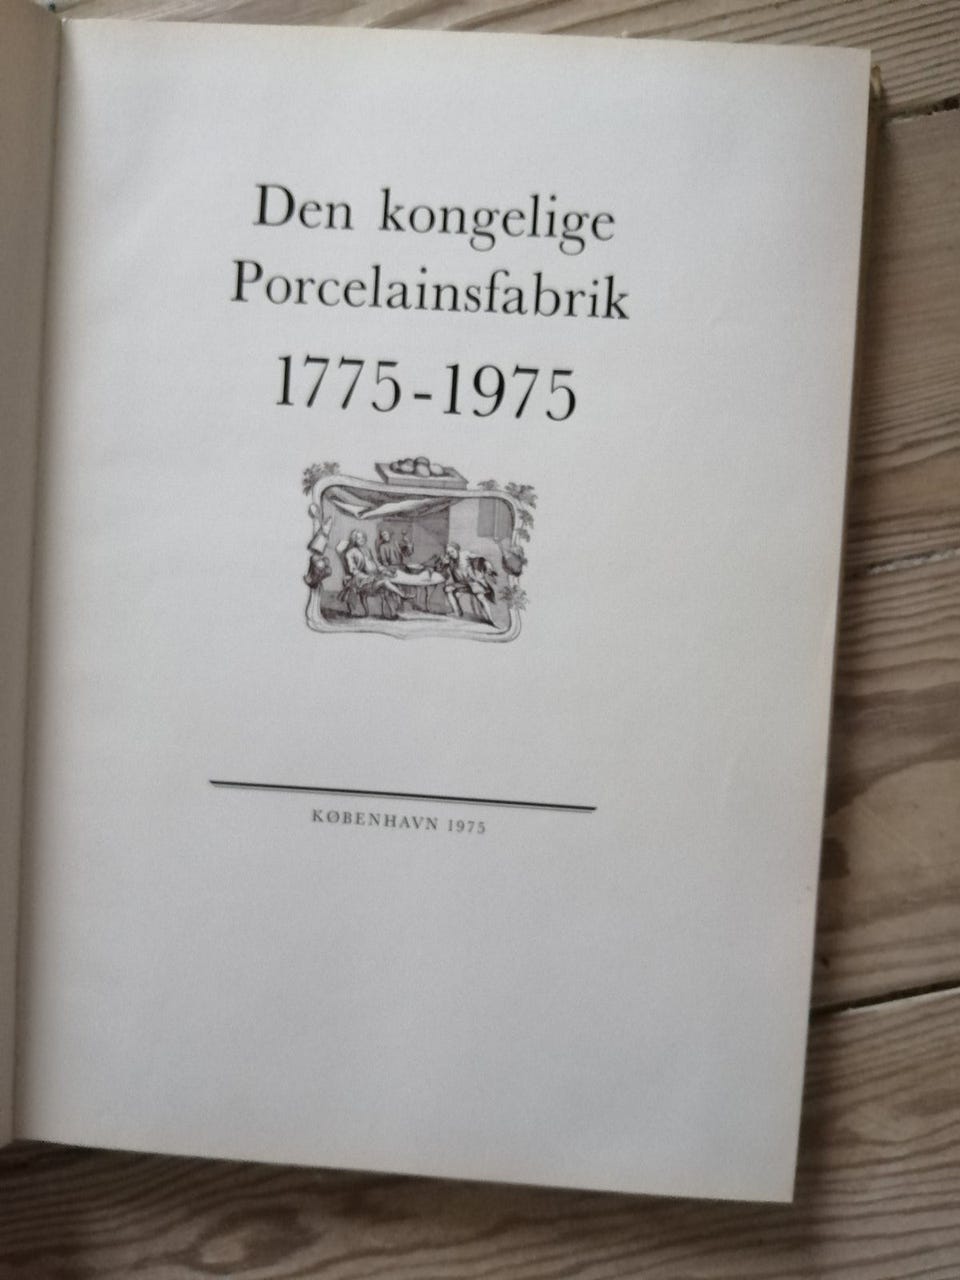 Den kongelige
Porcelainsfabrik
1775-1975
KØBENHAVN 1975